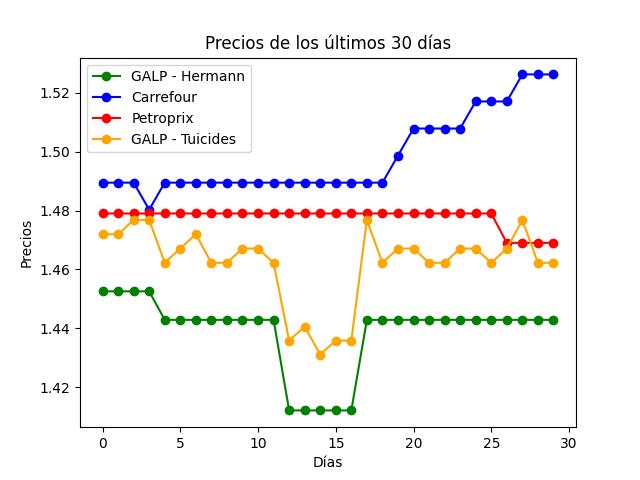 Precios de los últimos 30 días
GALP - Hermann
Carrefour
Petroprix
GALP - Tuicides
1.52
1.50
1.48
1.46
1.44
1.42
Precios
0 5 10 15 20 25 30
Días